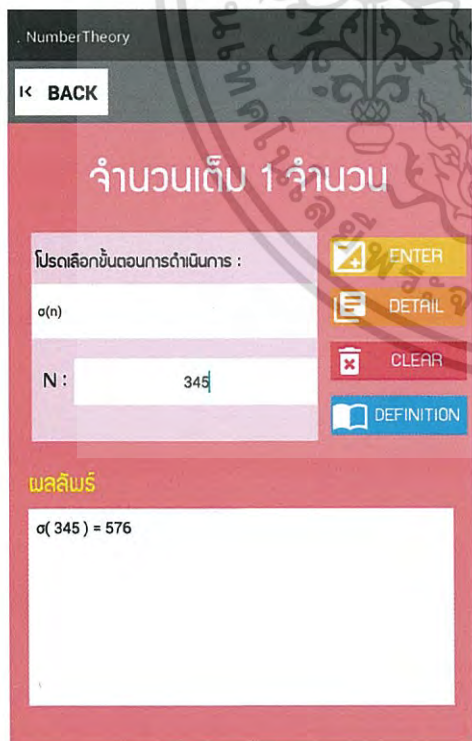 . NumberTheory
BACK
จำนวนเต็ม 1 จำนวน
โปรดเลือกขั้นตอนการดำเนินการ :
σ(n)
N : 345
ENTER
DETAIL
CLEAR
DEFINITION
ผลลัพธ์
σ( 345 ) = 576